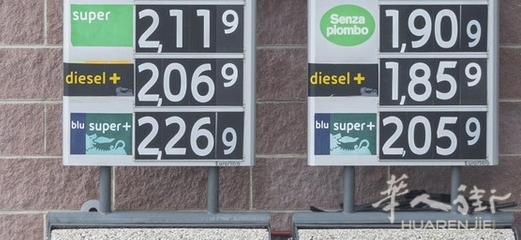 super 2,111 9
diesel + 2,06 9
blu super+ 2,26 9
Senza piombo 1,90 9
diesel + 1,85 9
blu super+ 2,05 9
华人街
HUARENJIE